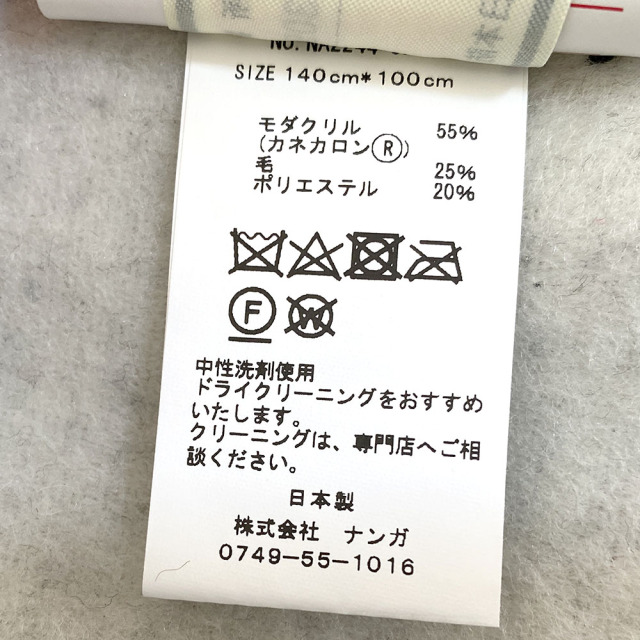 SIZE 140cm* 100cm
モダクリル 55%
(カネカロンⓇ)
毛 25%
ポリエステル 20%
F
W
中性洗剤使用
ドライクリーニングをおすすめ
いたします。
クリーニングは、専門店へご相
談ください。
日本製
株式会社 ナンガ
0749-55-1016